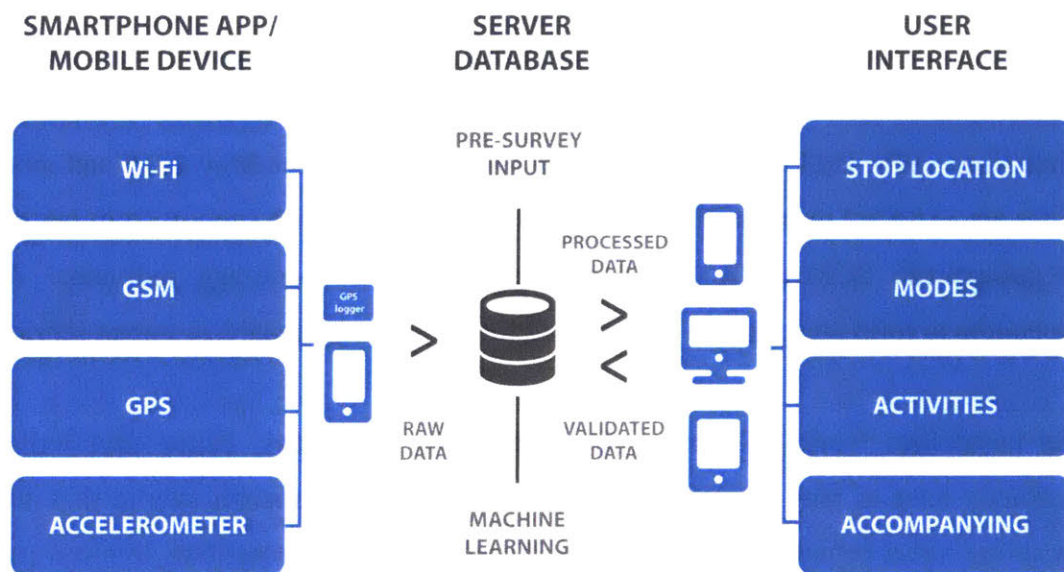 SMARTPHONE APP/
MOBILE DEVICE
SERVER
DATABASE
USER
INTERFACE
Wi-Fi
GSM
GPS
ACCELEROMETER
GPS
logger
RAW
DATA
PRE-SURVEY
INPUT
MACHINE
LEARNING
PROCESSED
DATA
VALIDATED
DATA
STOP LOCATION
MODES
ACTIVITIES
ACCOMPANYING